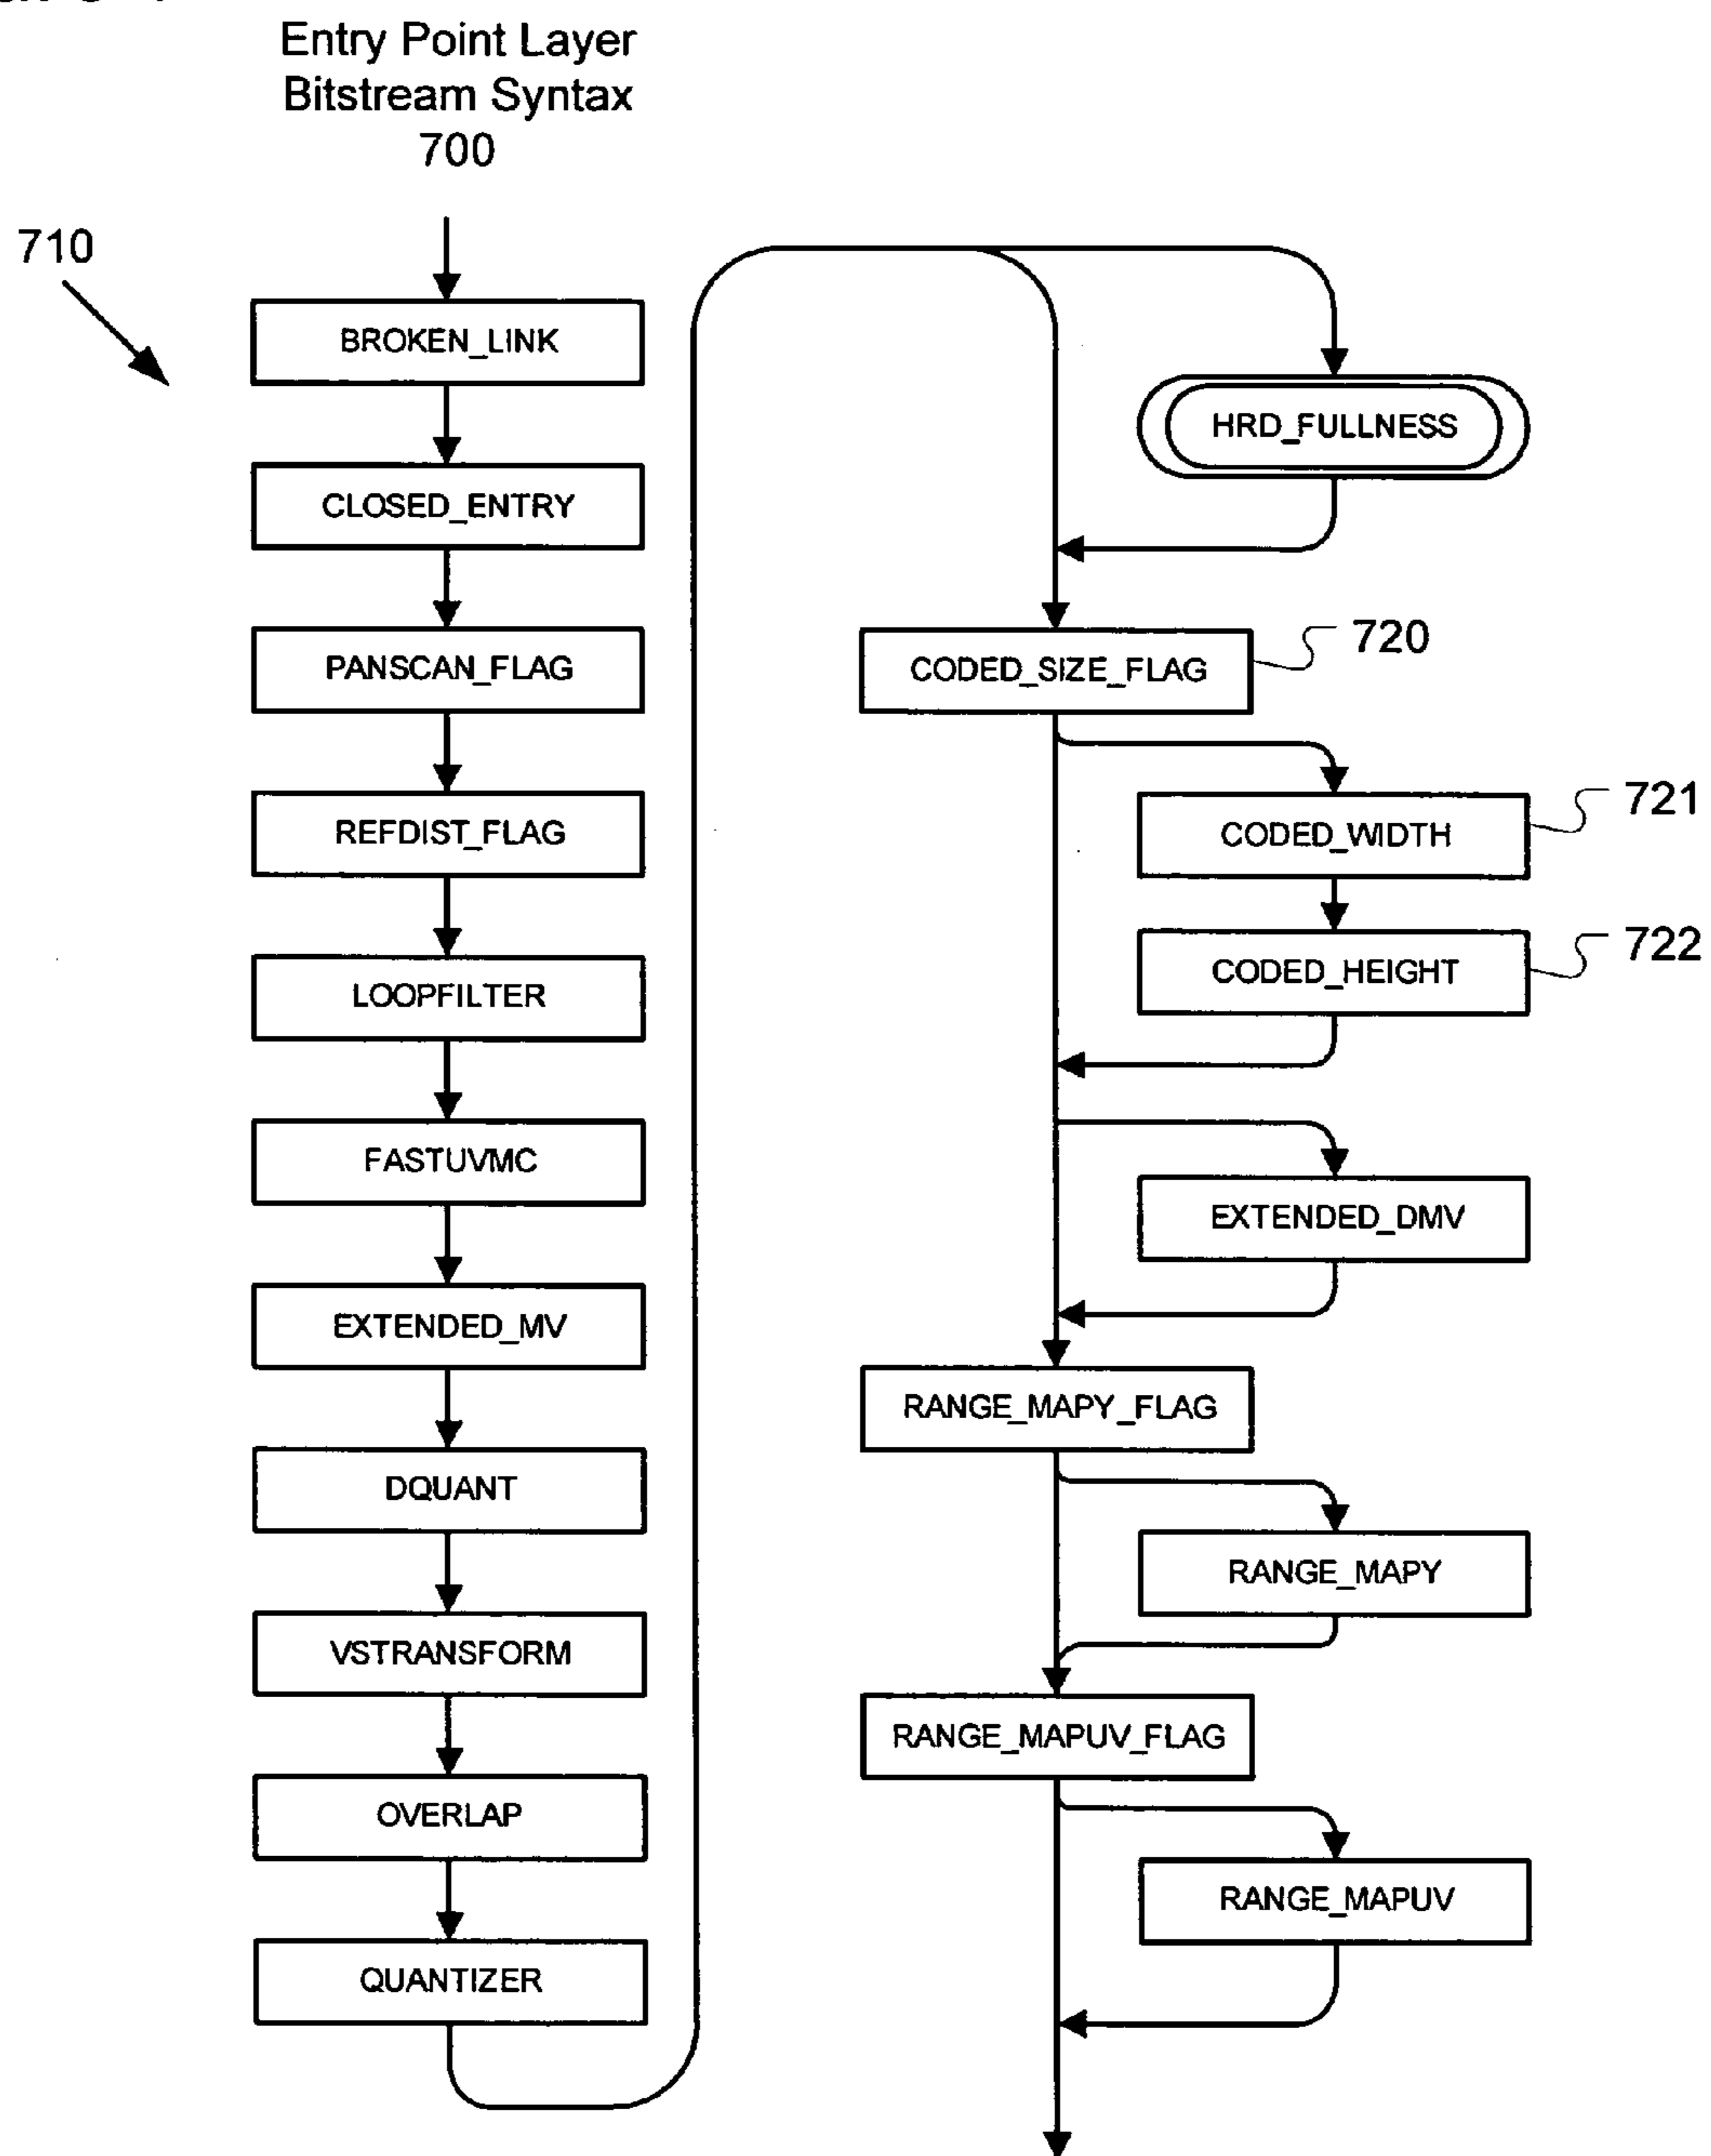 Entry Point Layer
Bitstream Syntax
700
710
BROKEN_LINK
CLOSED_ENTRY
PANSCAN_FLAG
REFDIST_FLAG
LOOPFILTER
FASTUVMC
EXTENDED_MV
DQUANT
VSTRANSFORM
OVERLAP
QUANTIZER
HRD_FULLNESS
CODED_SIZE_FLAG
720
CODED_WIDTH
721
CODED_HEIGHT
722
EXTENDED_DMV
RANGE_MAPY_FLAG
RANGE_MAPY
RANGE_MAPUV_FLAG
RANGE_MAPUV